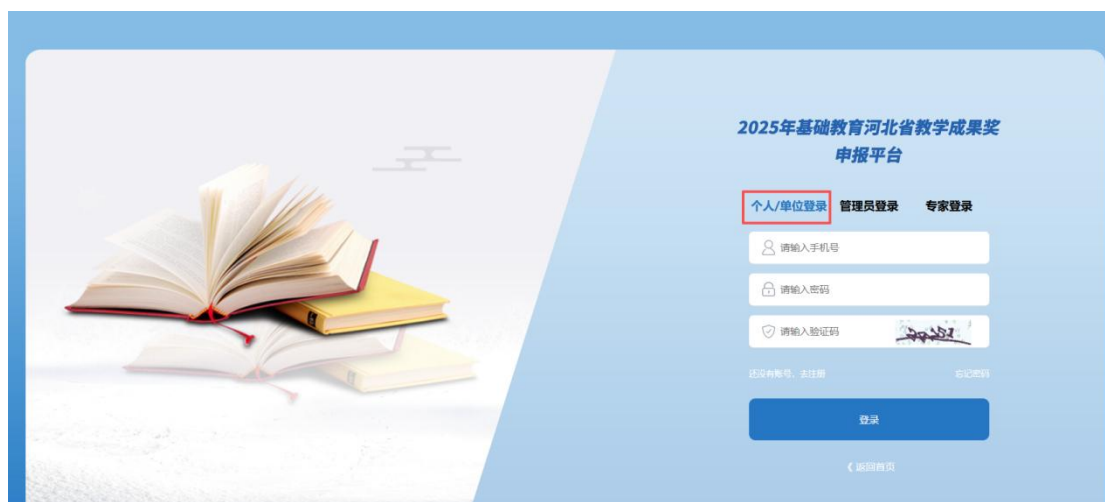 2025年基础教育河北省教学成果奖
申报平台
个人/单位登录 管理员登录 专家登录
请输入手机号
请输入密码
请输入验证码
还没有账号，去注册 忘记密码
登录
《 返回首页